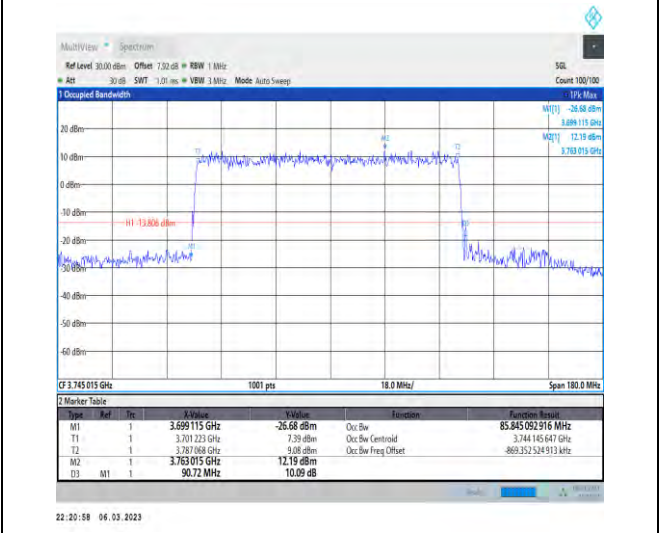 MultiView Spectrum
Ref Level 30.00 dBm Offset 7.92 dB RBW 1 MHz SGL
Att 30 dB SWT 1.01 ms VBW 3 MHz Mode Auto Sweep Count 100/100
1 Occupied Bandwidth 1Pk Max
M1[1] -26.68 dBm
3.699 115 GHz
M2[1] 12.19 dBm
3.763 015 GHz
20 dBm
M2
T1 T2
10 dBm
0 dBm
-10 dBm
H1 -13.806 dBm
-20 dBm
M1
D3
-30 dBm
-40 dBm
-50 dBm
-60 dBm
CF 3.745 015 GHz 1001 pts 18.0 MHz/ Span 180.0 MHz
2 Marker Table
Type Ref Trc X-Value Y-Value Function Function Result
M1 1 3.699 115 GHz -26.68 dBm Occ Bw 85.845 092 916 MHz
T1 1 3.701 223 GHz 7.39 dBm Occ Bw Centroid 3.744 145 647 GHz
T2 1 3.787 068 GHz 9.08 dBm Occ Bw Freq Offset -869.352 524 913 kHz
M2 1 3.763 015 GHz 12.19 dBm
D3 M1 1 90.72 MHz 10.09 dB
22:20:58 06.03.2023